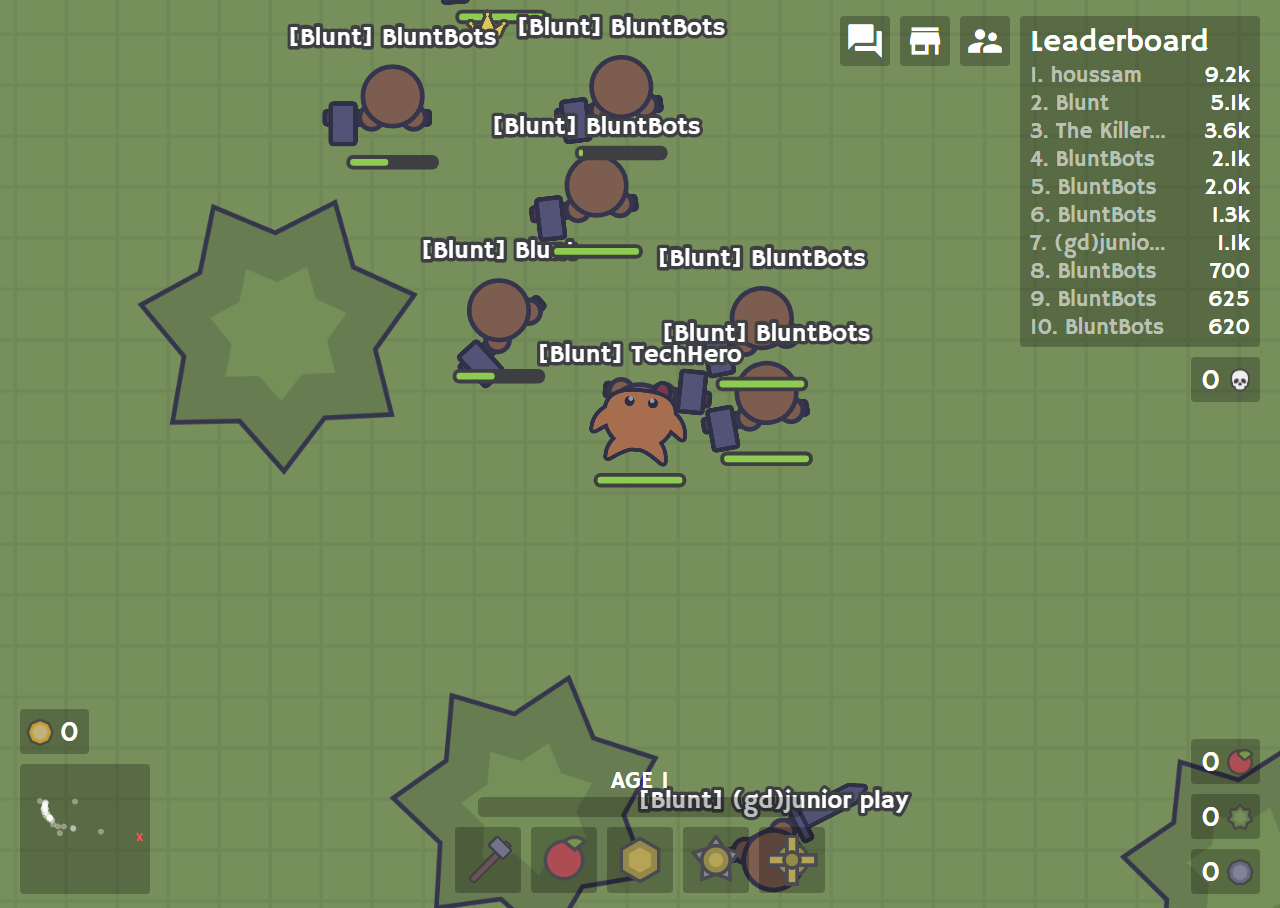 [Blunt] BluntBots
[Blunt] BluntBots
[Blunt] BluntBots
[Blunt]
[Blunt] BluntBots
[Blunt] BluntBots
[Blunt] TechHero
Leaderboard
1. houssam 9.2k
2. Blunt 5.1k
3. The Killer... 3.6k
4. BluntBots 2.1k
5. BluntBots 2.0k
6. BluntBots 1.3k
7. (gd)junio... 1.1k
8. BluntBots 700
9. BluntBots 625
10. BluntBots 620
0
0
x
AGE 1
[Blunt] (gd)junior play
0
0
0